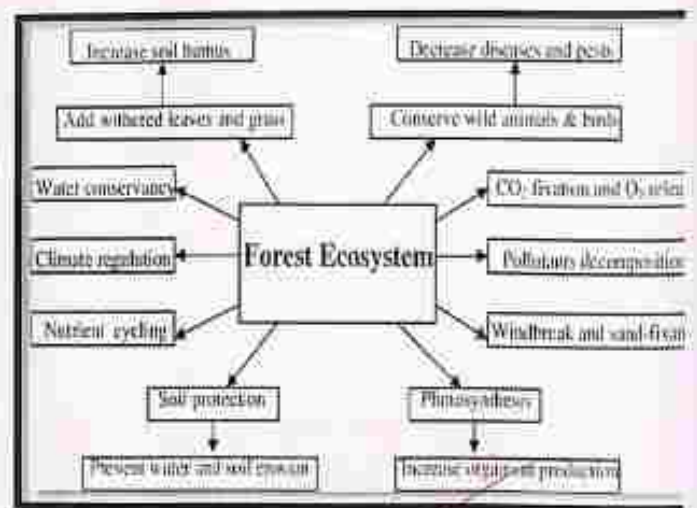 Increase soil humus
Decrease diseases and pests
Add withered leaves and grass
Conserve wild animals & birds
Water conservancy
CO₂ fixation and O₂
Forest Ecosystem
Climate regulation
Pollutants decomposition
Nutrient cycling
Windbreak and
Soil protection
Photosynthesis
Prevent water and soil erosion
Increase production